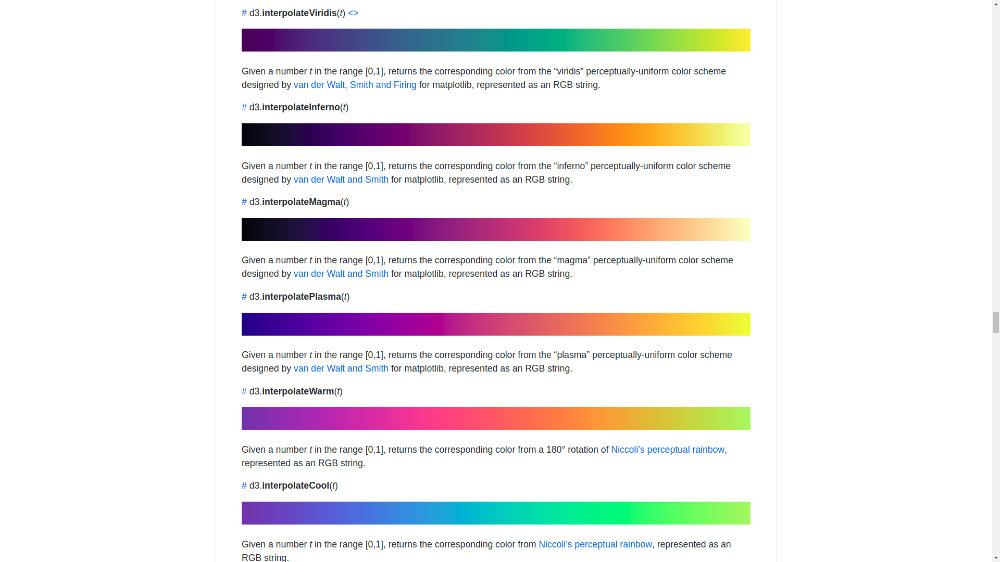 # d3.interpolateViridis(t) <>
Given a number t in the range [0,1], returns the corresponding color from the “viridis” perceptually-uniform color scheme
designed by van der Walt, Smith and Firing for matplotlib, represented as an RGB string.
# d3.interpolateInferno(t)
Given a number t in the range [0,1], returns the corresponding color from the “inferno” perceptually-uniform color scheme
designed by van der Walt and Smith for matplotlib, represented as an RGB string.
# d3.interpolateMagma(t)
Given a number t in the range [0,1], returns the corresponding color from the “magma” perceptually-uniform color scheme
designed by van der Walt and Smith for matplotlib, represented as an RGB string.
# d3.interpolatePlasma(t)
Given a number t in the range [0,1], returns the corresponding color from the “plasma” perceptually-uniform color scheme
designed by van der Walt and Smith for matplotlib, represented as an RGB string.
# d3.interpolateWarm(t)
Given a number t in the range [0,1], returns the corresponding color from a 180° rotation of Niccoli’s perceptual rainbow,
represented as an RGB string.
# d3.interpolateCool(t)
Given a number t in the range [0,1], returns the corresponding color from Niccoli’s perceptual rainbow, represented as an
RGB string.